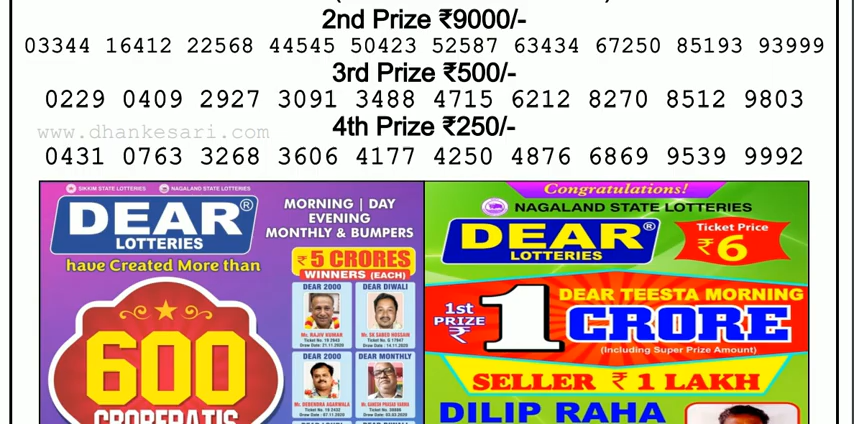 2nd Prize ₹9000/-
03344 16412 22568 44545 50423 52587 63434 67250 85193 93999
3rd Prize ₹500/-
0229 0409 2927 3091 3488 4715 6212 8270 8512 9803
www.dhankesari.com
4th Prize ₹250/-
0431 0763 3268 3606 4177 4250 4876 6869 9539 9992
SIKKIM STATE LOTTERIES NAGALAND STATE LOTTERIES
DEAR®
LOTTERIES
have Created More than
600
CROREPATIS
MORNING | DAY
EVENING
MONTHLY & BUMPERS
₹ 5 CRORES
WINNERS (EACH)
DEAR 2000 DEAR DIWALI
DEAR 2000 DEAR MONTHLY
Congratulations!
NAGALAND STATE LOTTERIES
DEAR®
LOTTERIES
Ticket Price
₹6
1st
PRIZE
₹
1
DEAR TEESTA MORNING
CRORE
(Including Super Prize Amount)
SELLER ₹ 1 LAKH
DILIP RAHA